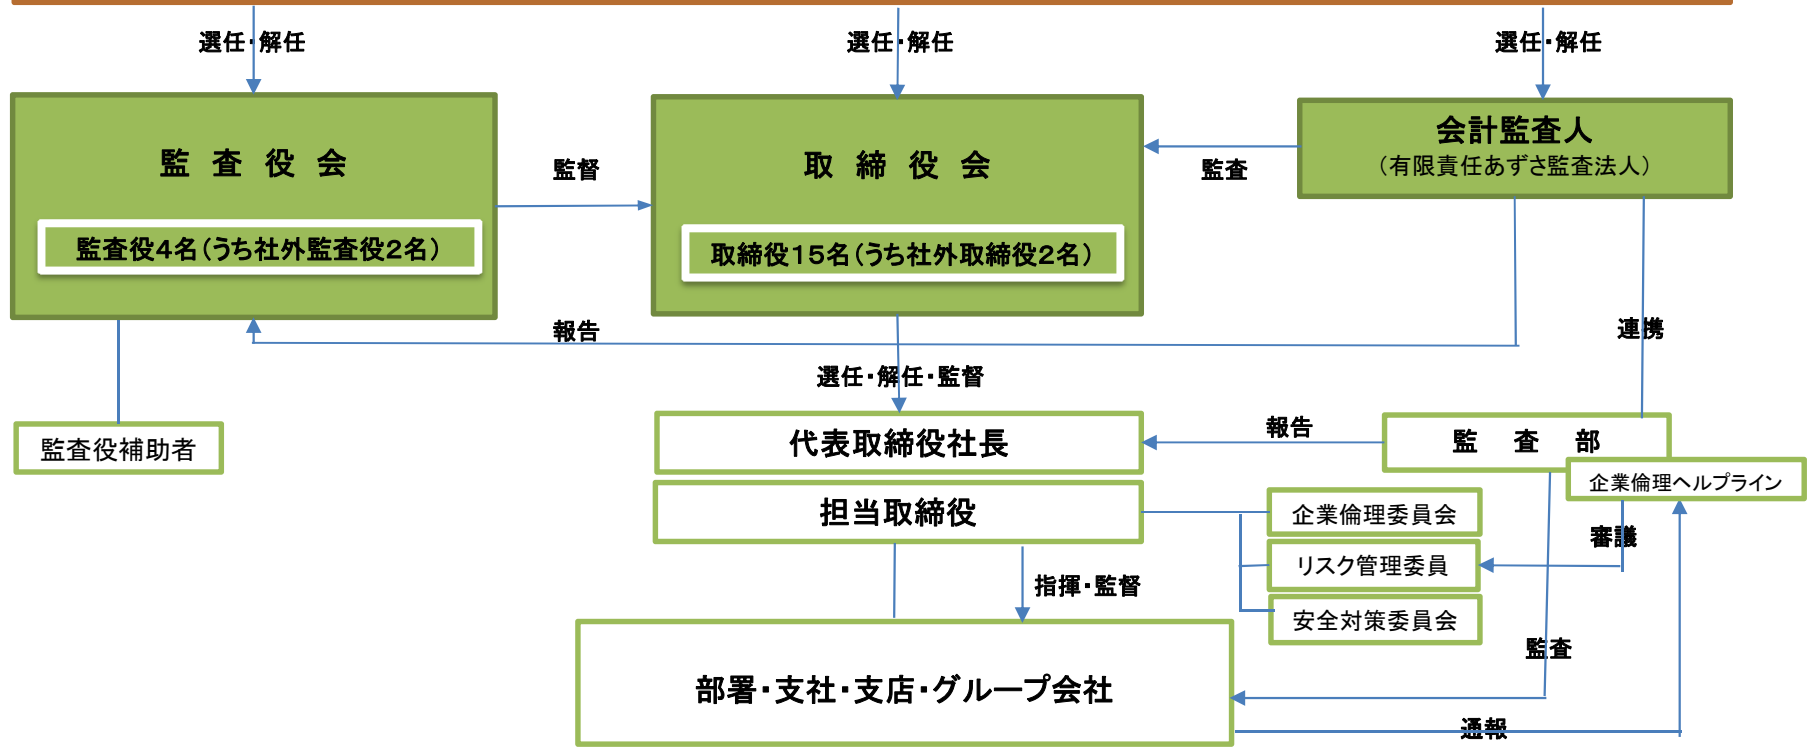 選任・解任
選任・解任
選任・解任
監査役会
監督
取締役会
監査
会計監査人
（有限責任あずさ監査法人）
監査役4名（うち社外監査役2名）
取締役15名（うち社外取締役2名）
報告
連携
選任・解任・監督
監査役補助者
代表取締役社長
報告
監査部
企業倫理ヘルプライン
担当取締役
企業倫理委員会
審議
リスク管理委員
指揮・監督
安全対策委員会
監査
部署・支社・支店・グループ会社
通報